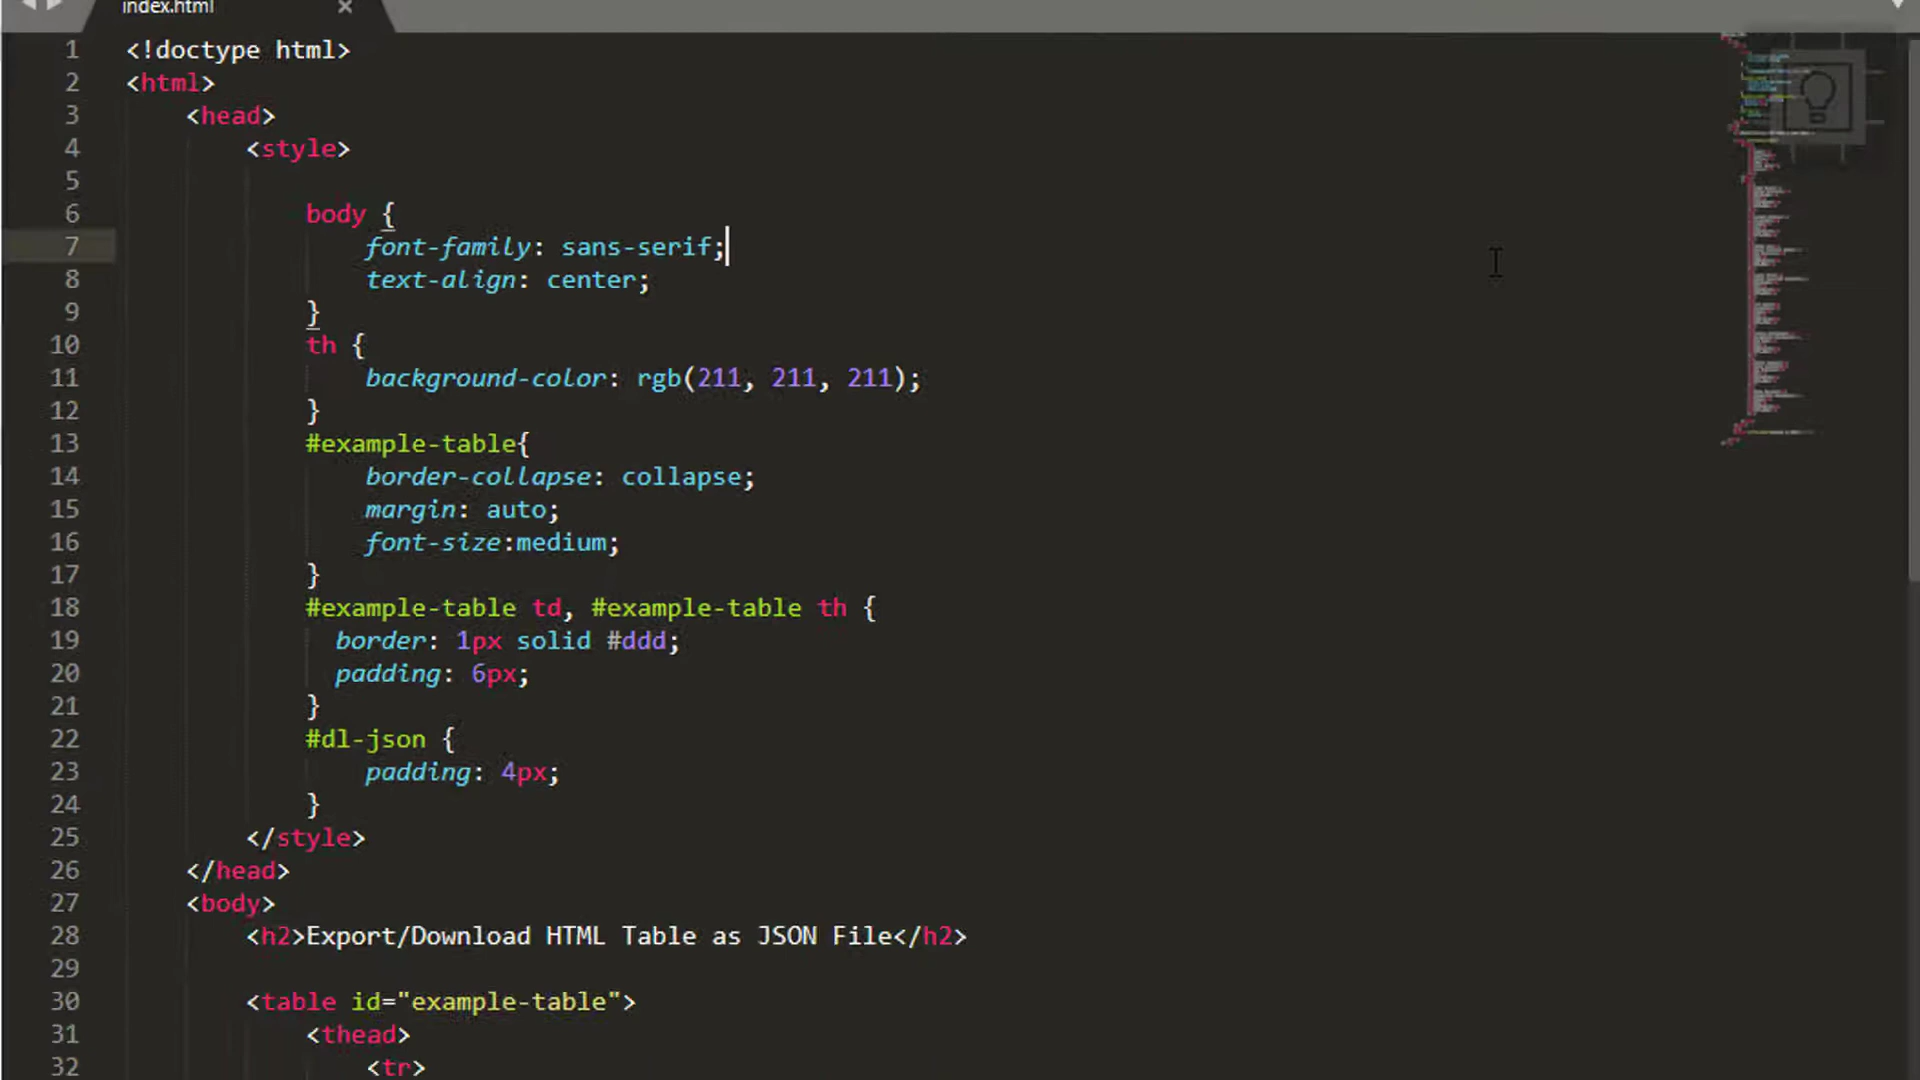 index.html
1 <!doctype html>
2 <html>
3 <head>
4 <style>
5
6 body {
7 font-family: sans-serif;
8 text-align: center;
9 }
10 th {
11 background-color: rgb(211, 211, 211);
12 }
13 #example-table{
14 border-collapse: collapse;
15 margin: auto;
16 font-size:medium;
17 }
18 #example-table td, #example-table th {
19 border: 1px solid #ddd;
20 padding: 6px;
21 }
22 #dl-json {
23 padding: 4px;
24 }
25 </style>
26 </head>
27 <body>
28 <h2>Export/Download HTML Table as JSON File</h2>
29
30 <table id="example-table">
31 <thead>
32 <tr>